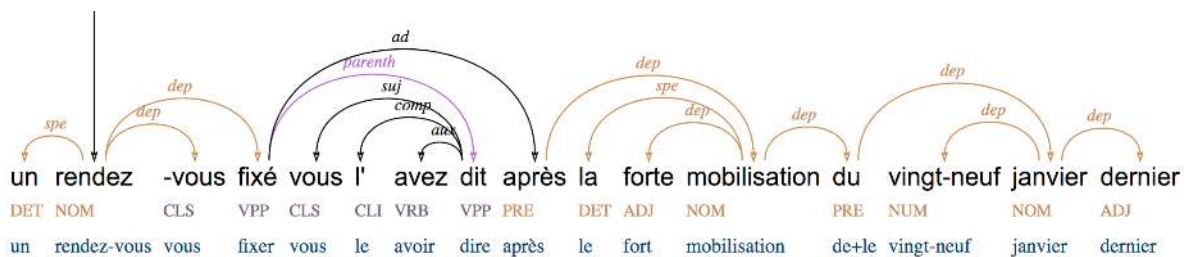 ad
parenth
dep
dep
suj
spe
dep
dep
comp
dep
dep
dep
dep
spe
aux
un rendez -vous fixé vous l' avez dit après la forte mobilisation du vingt-neuf janvier dernier
DET NOM CLS VPP CLS CLI VRB VPP PRE DET ADJ NOM PRE NUM NOM ADJ
un rendez-vous vous fixer vous le avoir dire après le fort mobilisation de+le vingt-neuf janvier dernier